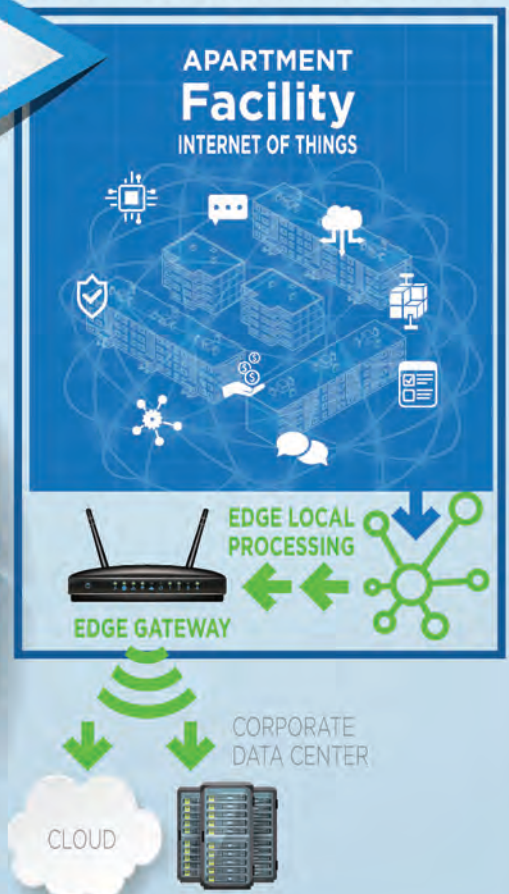 APARTMENT
Facility
INTERNET OF THINGS
EDGE LOCAL
PROCESSING
EDGE GATEWAY
CORPORATE
DATA CENTER
CLOUD